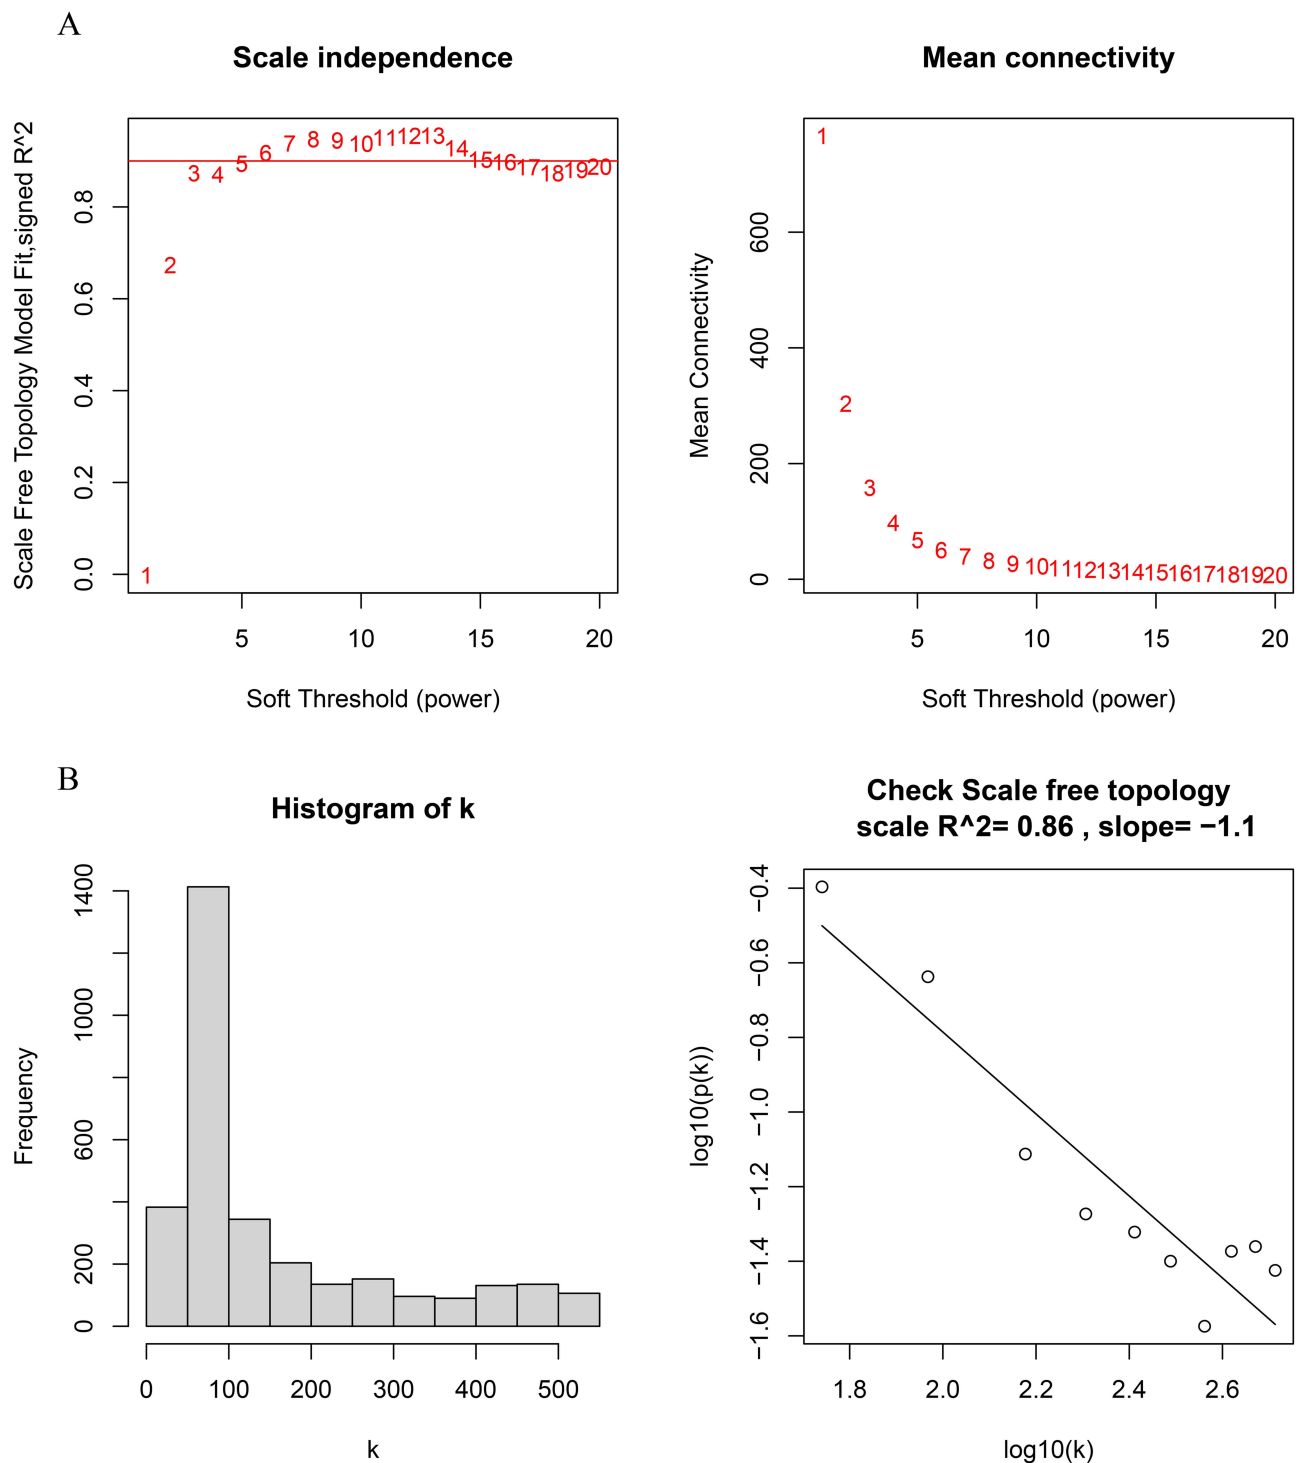 A
Scale independence
Scale Free Topology Model Fit,signed R^2
0.0 0.2 0.4 0.6 0.8
1 2 3 4 5 6 7 8 9 10 11 12 13 14 15 16 17 18 19 20
5 10 15 20
Soft Threshold (power)
Mean connectivity
Mean Connectivity
0 200 400 600
1 2 3 4 5 6 7 8 9 10 11 12 13 14 15 16 17 18 19 20
5 10 15 20
Soft Threshold (power)
B
Histogram of k
Frequency
0 200 600 1000 1400
0 100 200 300 400 500
k
Check Scale free topology
scale R^2= 0.86 , slope= −1.1
log10(p(k))
−1.6 −1.4 −1.2 −1.0 −0.8 −0.6 −0.4
1.8 2.0 2.2 2.4 2.6
log10(k)